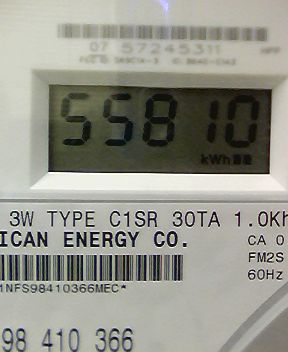 07 57245311
55810
kWh
3W TYPE C1SR 30TA 1.0Kh
ICAN ENERGY CO.
CA 0
FM2S
60Hz
1NFS98410366MEC*
98 410 366